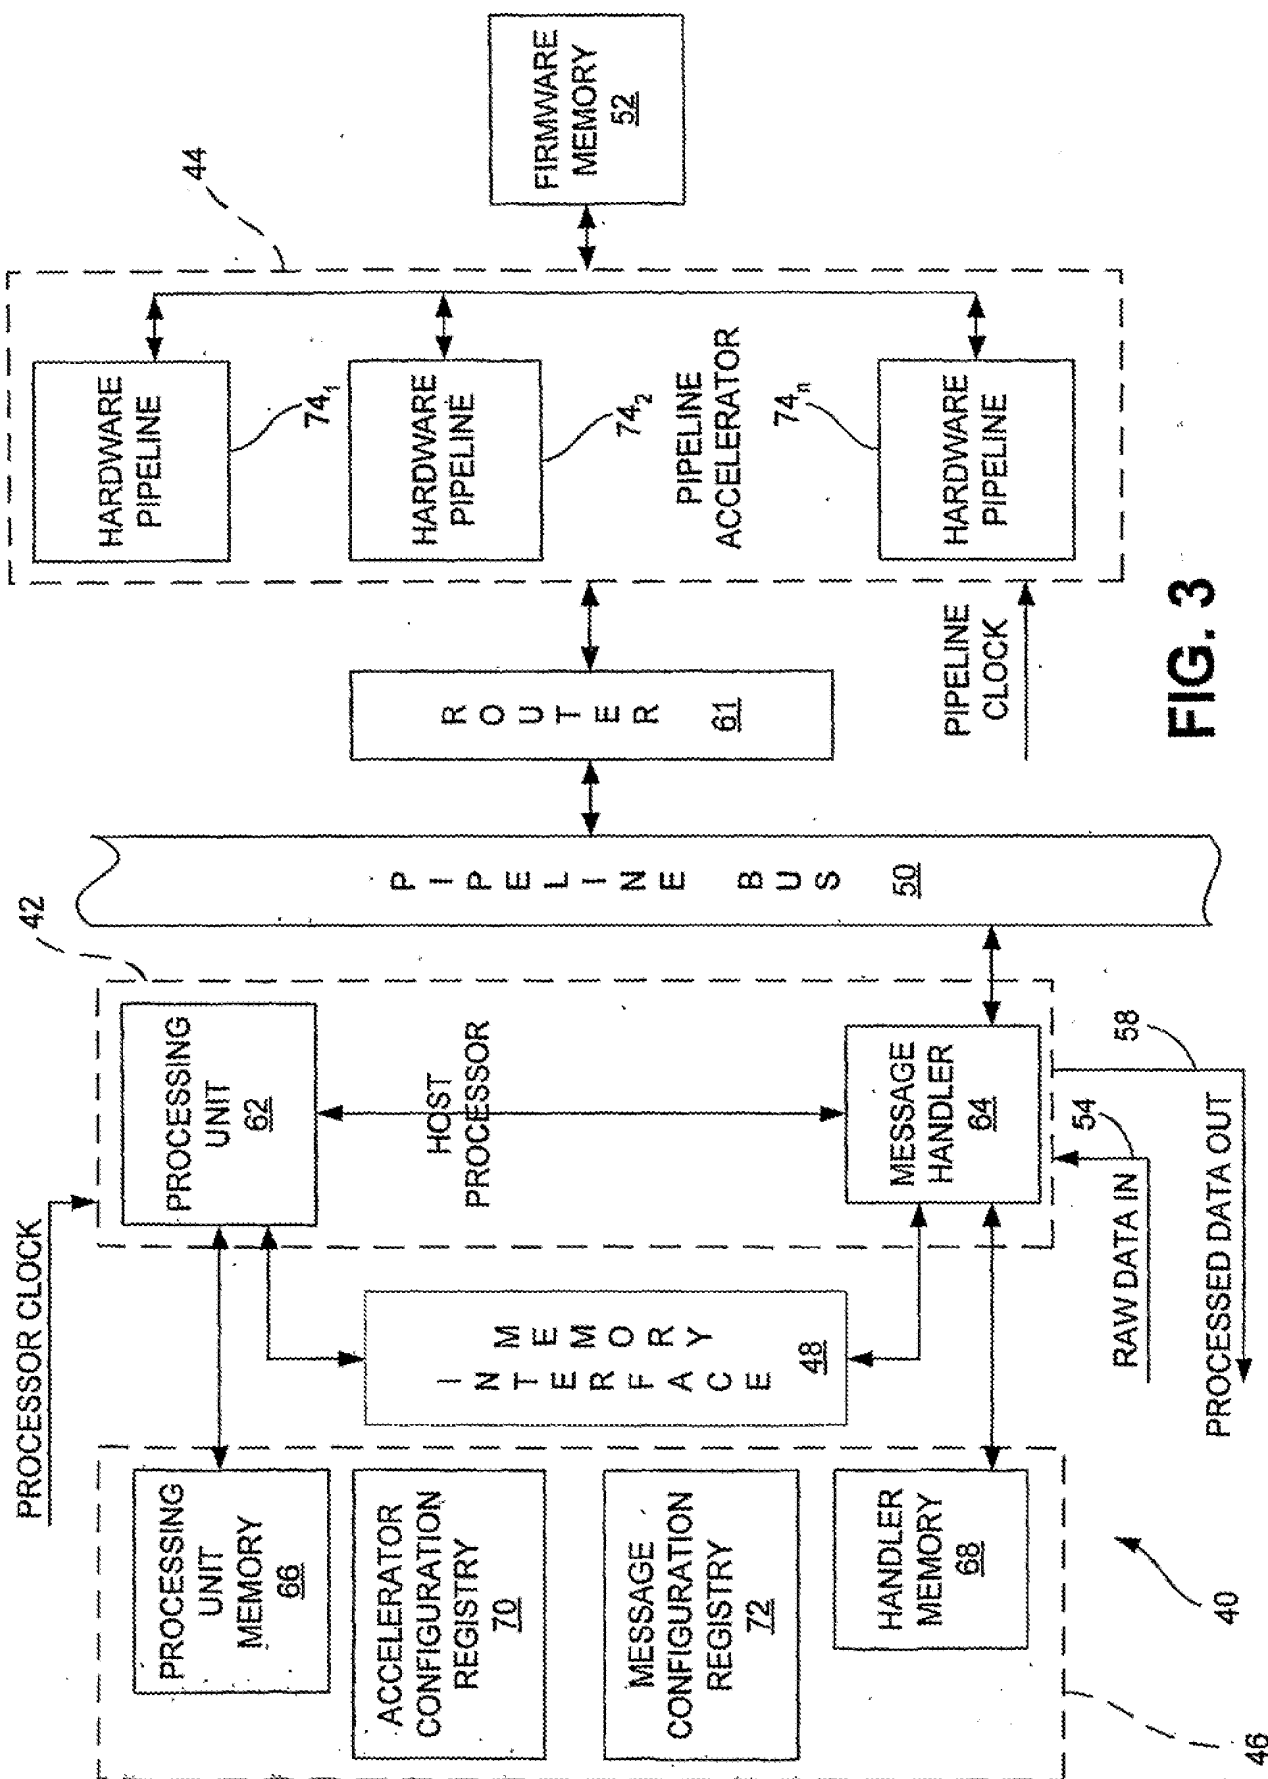 PROCESSOR CLOCK
42
44
PROCESSING
UNIT
MEMORY
66
ACCELERATOR
CONFIGURATION
REGISTRY
70
MESSAGE
CONFIGURATION
REGISTRY
72
HANDLER
MEMORY
68
46
40
MEMORY
INTERFACE
48
PROCESSING
UNIT
62
HOST
PROCESSOR
MESSAGE
HANDLER
64
RAW DATA IN
54
PROCESSED DATA OUT
58
PIPELINE BUS
50
ROUTER
61
PIPELINE
CLOCK
HARDWARE
PIPELINE
74₁
HARDWARE
PIPELINE
74₂
PIPELINE
ACCELERATOR
74ₙ
HARDWARE
PIPELINE
FIRMWARE
MEMORY
52
FIG. 3